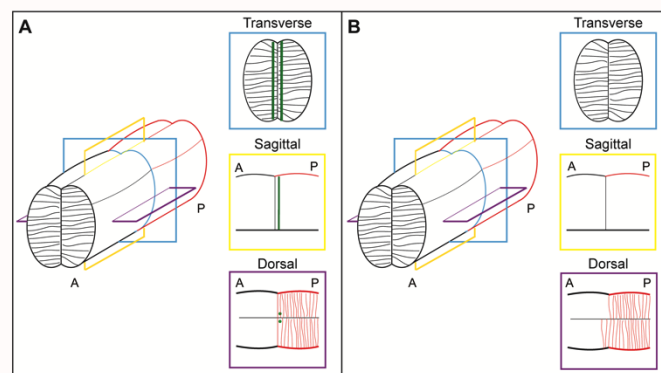 A
Transverse
Sagittal
A P
P
Dorsal
A
A P
B
Transverse
Sagittal
A P
P
Dorsal
A
A P